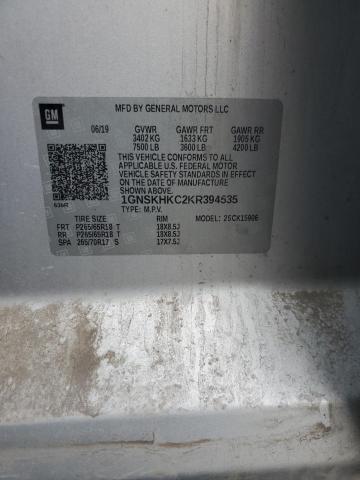 GM
MFD BY GENERAL MOTORS LLC
06/19 GVWR GAWR FRT GAWR RR
3402 KG 1633 KG 1905 KG
7500 LB 3600 LB 4200 LB
THIS VEHICLE CONFORMS TO ALL
APPLICABLE U.S. FEDERAL MOTOR VEHICLE
SAFETY STANDARDS IN EFFECT ON THE DATE OF
MANUFACTURE SHOWN ABOVE.
1GNSKHKC2KR394535
TYPE: M.P.V. MODEL: 25CK15906
TIRE SIZE RIM
FRT P265/65R18 T 18X8.5J
RR P265/65R18 T 18X8.5J
SPA 265/70R17 S 17X7.5J